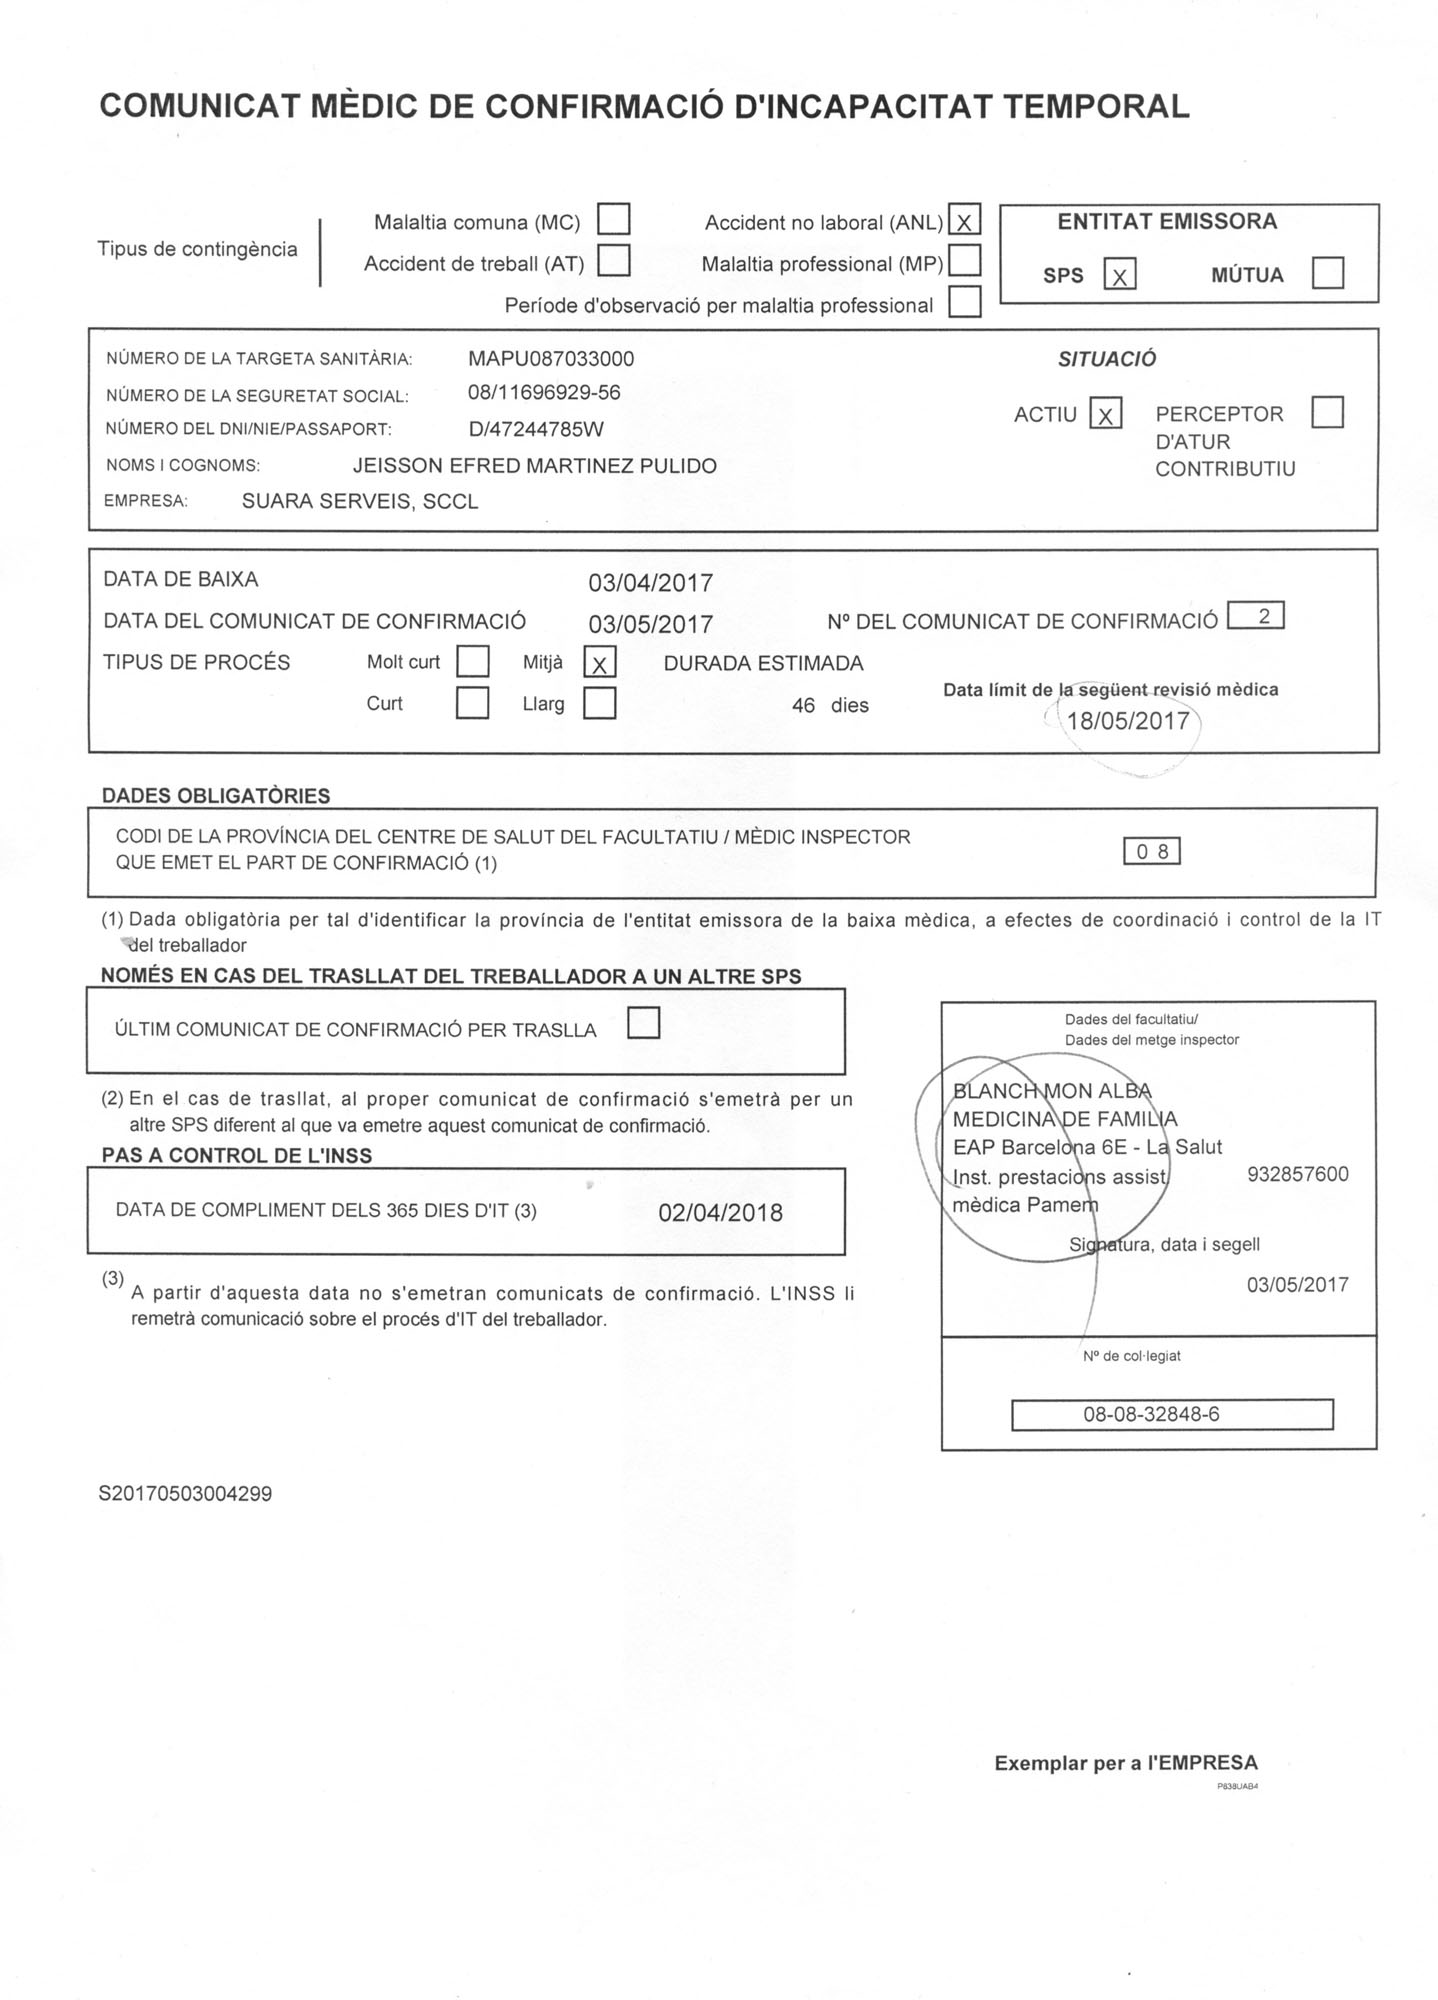 COMUNICAT MÈDIC DE CONFIRMACIÓ D'INCAPACITAT TEMPORAL
Tipus de contingència
Malaltia comuna (MC)
Accident no laboral (ANL) X
Accident de treball (AT)
Malaltia professional (MP)
Període d'observació per malaltia professional
ENTITAT EMISSORA
SPS X MÚTUA
NÚMERO DE LA TARGETA SANITÀRIA: MAPU087033000
NÚMERO DE LA SEGURETAT SOCIAL: 08/11696929-56
NÚMERO DEL DNI/NIE/PASSAPORT: D/47244785W
NOMS I COGNOMS: JEISSON EFRED MARTINEZ PULIDO
EMPRESA: SUARA SERVEIS, SCCL
SITUACIÓ
ACTIU X PERCEPTOR
D'ATUR
CONTRIBUTIU
DATA DE BAIXA 03/04/2017
DATA DEL COMUNICAT DE CONFIRMACIÓ 03/05/2017 Nº DEL COMUNICAT DE CONFIRMACIÓ 2
TIPUS DE PROCÉS Molt curt Mitjà X DURADA ESTIMADA
Curt Llarg 46 dies
Data límit de la següent revisió mèdica
18/05/2017
DADES OBLIGATÒRIES
CODI DE LA PROVÍNCIA DEL CENTRE DE SALUT DEL FACULTATIU / MÈDIC INSPECTOR
QUE EMET EL PART DE CONFIRMACIÓ (1)
0 8
(1) Dada obligatòria per tal d'identificar la província de l'entitat emissora de la baixa mèdica, a efectes de coordinació i control de la IT
del treballador
NOMÉS EN CAS DEL TRASLLAT DEL TREBALLADOR A UN ALTRE SPS
ÚLTIM COMUNICAT DE CONFIRMACIÓ PER TRASLLA
(2) En el cas de trasllat, al proper comunicat de confirmació s'emetrà per un
altre SPS diferent al que va emetre aquest comunicat de confirmació.
PAS A CONTROL DE L'INSS
DATA DE COMPLIMENT DELS 365 DIES D'IT (3) 02/04/2018
(3) A partir d'aquesta data no s'emetran comunicats de confirmació. L'INSS li
remetrà comunicació sobre el procés d'IT del treballador.
Dades del facultatiu/
Dades del metge inspector
BLANCH MON ALBA
MEDICINA DE FAMILIA
EAP Barcelona 6E - La Salut
Inst. prestacions assist. 932857600
mèdica Pamem
Signatura, data i segell
03/05/2017
Nº de col·legiat
08-08-32848-6
S20170503004299
Exemplar per a l'EMPRESA
P838UAB4